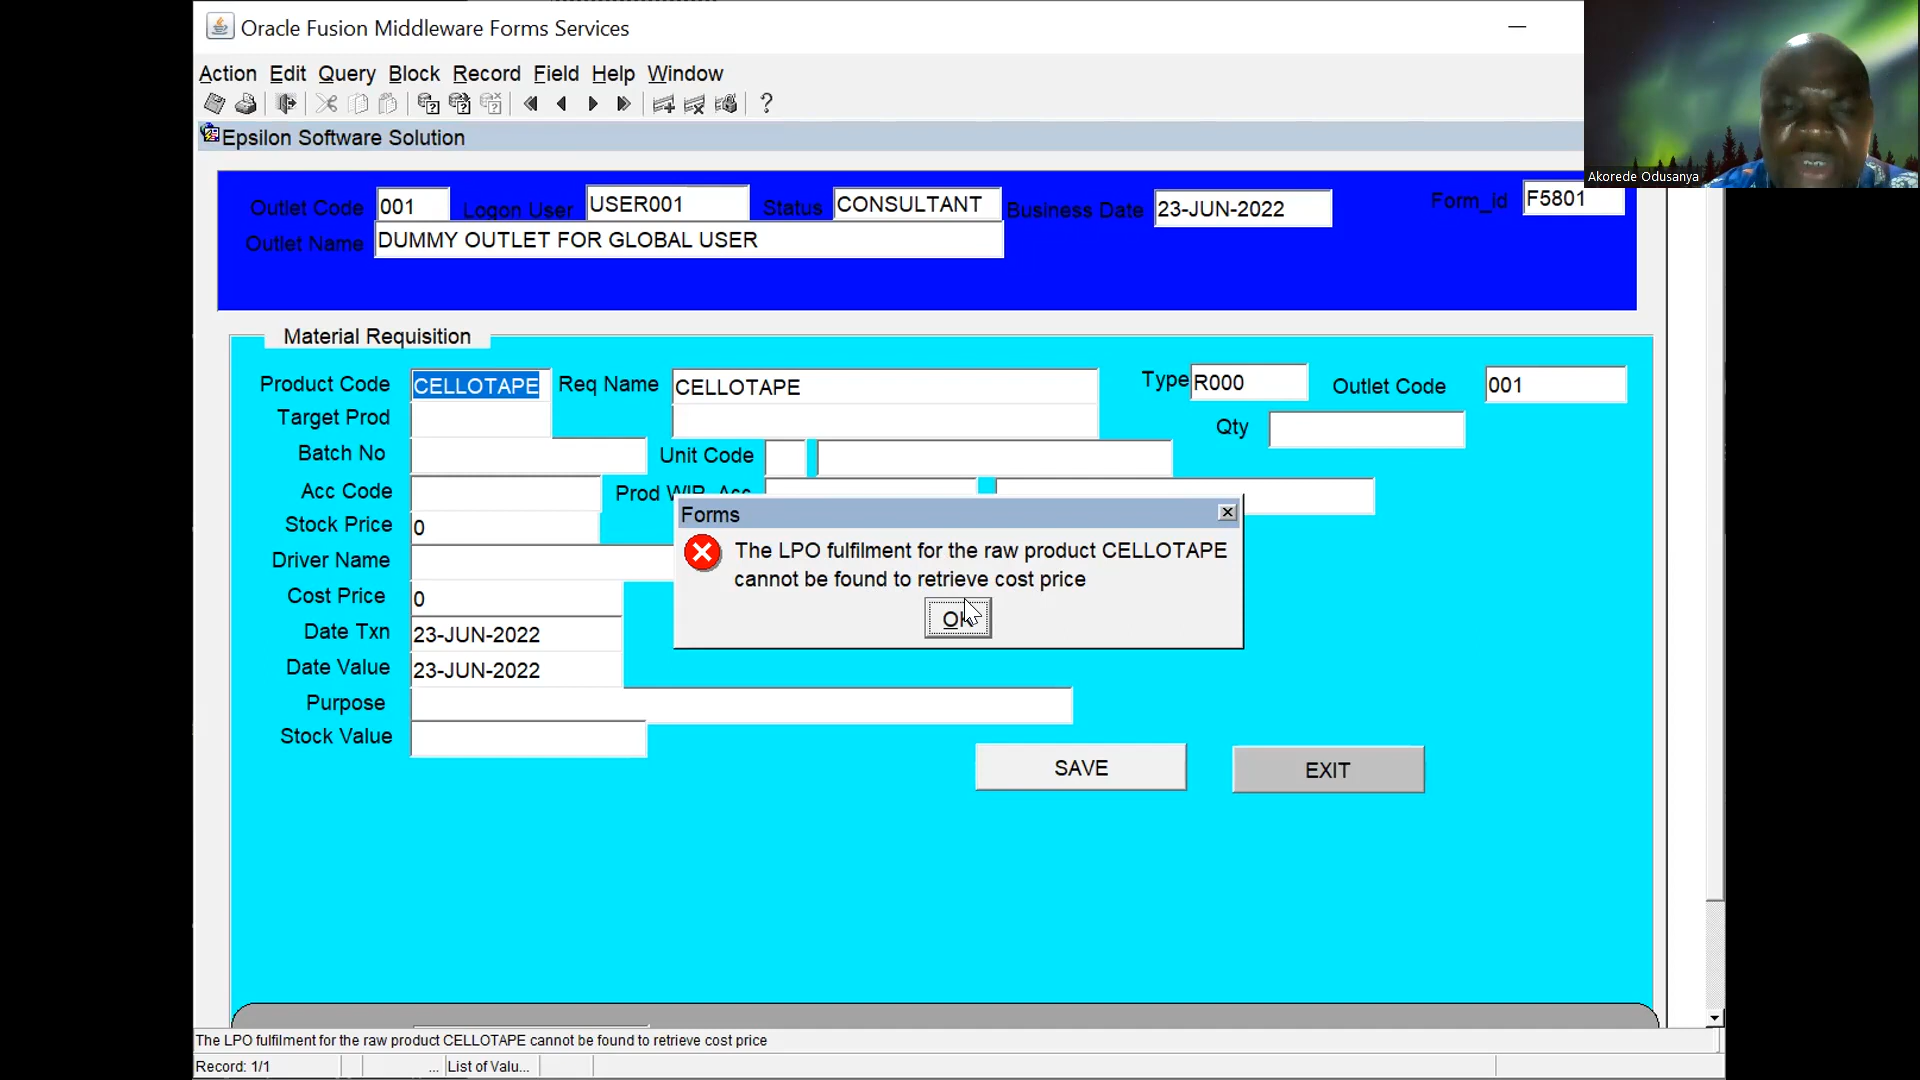 Oracle Fusion Middleware Forms Services
Action Edit Query Block Record Field Help Window
Epsilon Software Solution
Akorede Odusanya
Outlet Code 001 Logon User USER001 Status CONSULTANT Business Date 23-JUN-2022 Form_id F5801
Outlet Name DUMMY OUTLET FOR GLOBAL USER
Material Requisition
Product Code CELLOTAPE Req Name CELLOTAPE Type R000 Outlet Code 001
Target Prod Qty
Batch No Unit Code
Acc Code Prod WIP Acc
Stock Price 0
Forms
The LPO fulfilment for the raw product CELLOTAPE
cannot be found to retrieve cost price
OK
Driver Name
Cost Price 0
Date Txn 23-JUN-2022
Date Value 23-JUN-2022
Purpose
Stock Value
SAVE EXIT
The LPO fulfilment for the raw product CELLOTAPE cannot be found to retrieve cost price
Record: 1/1 ... List of Valu...